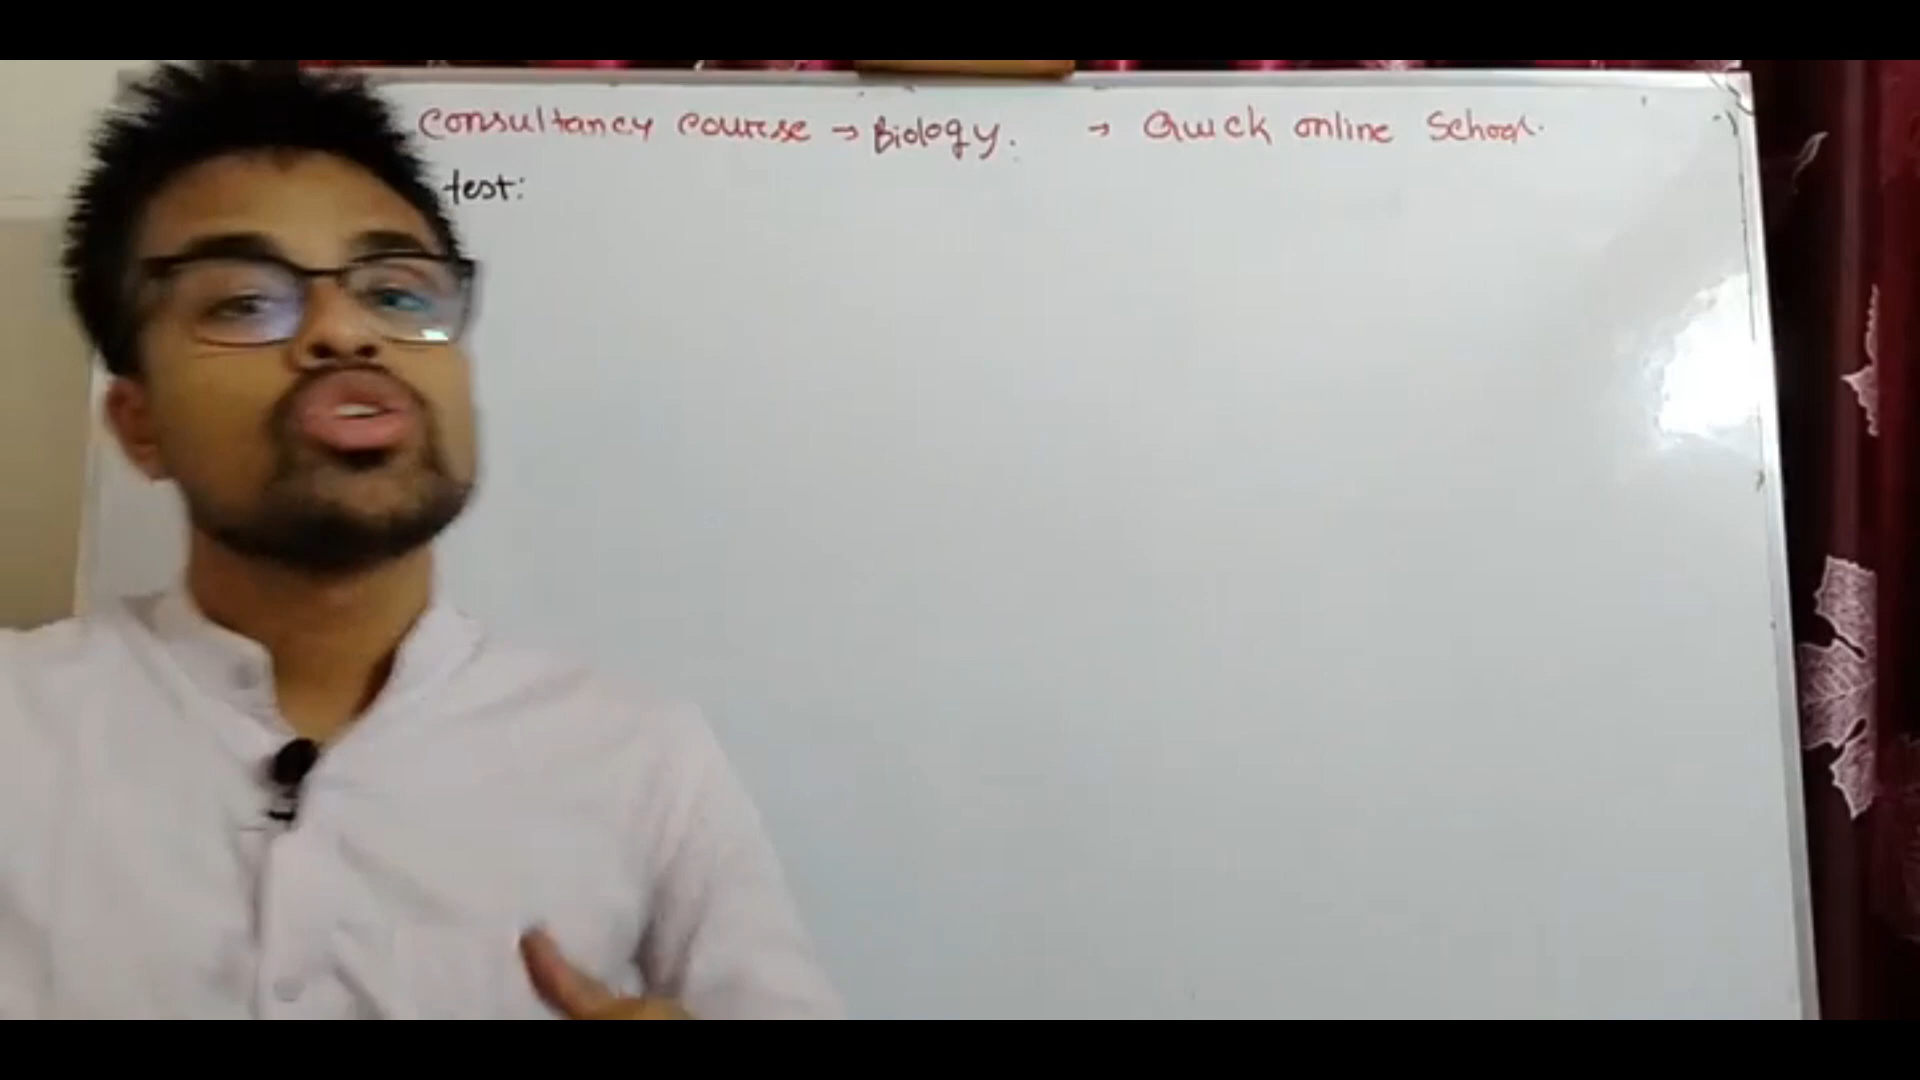 Consultancy course → Biology. → Quick online School.
test: